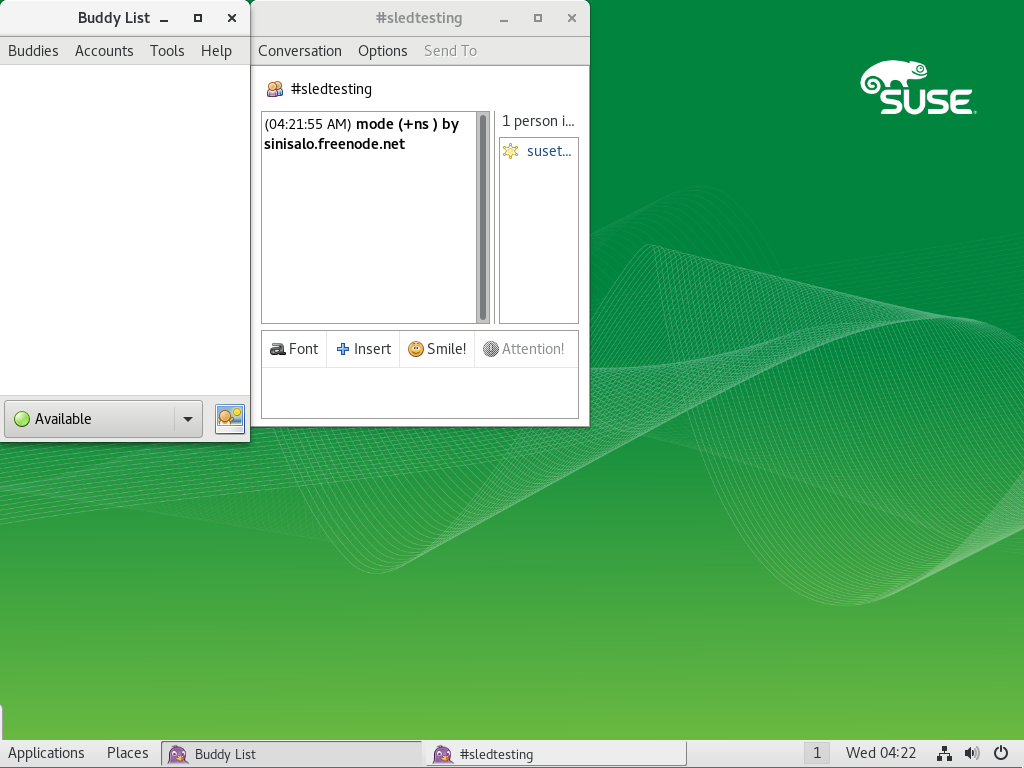 Buddy List
#sledtesting
Buddies Accounts Tools Help
Conversation Options Send To
#sledtesting
(04:21:55 AM) mode (+ns ) by
sinisalo.freenode.net
1 person i...
suset...
Font Insert Smile! Attention!
Available
SUSE
Applications Places Buddy List #sledtesting 1 Wed 04:22